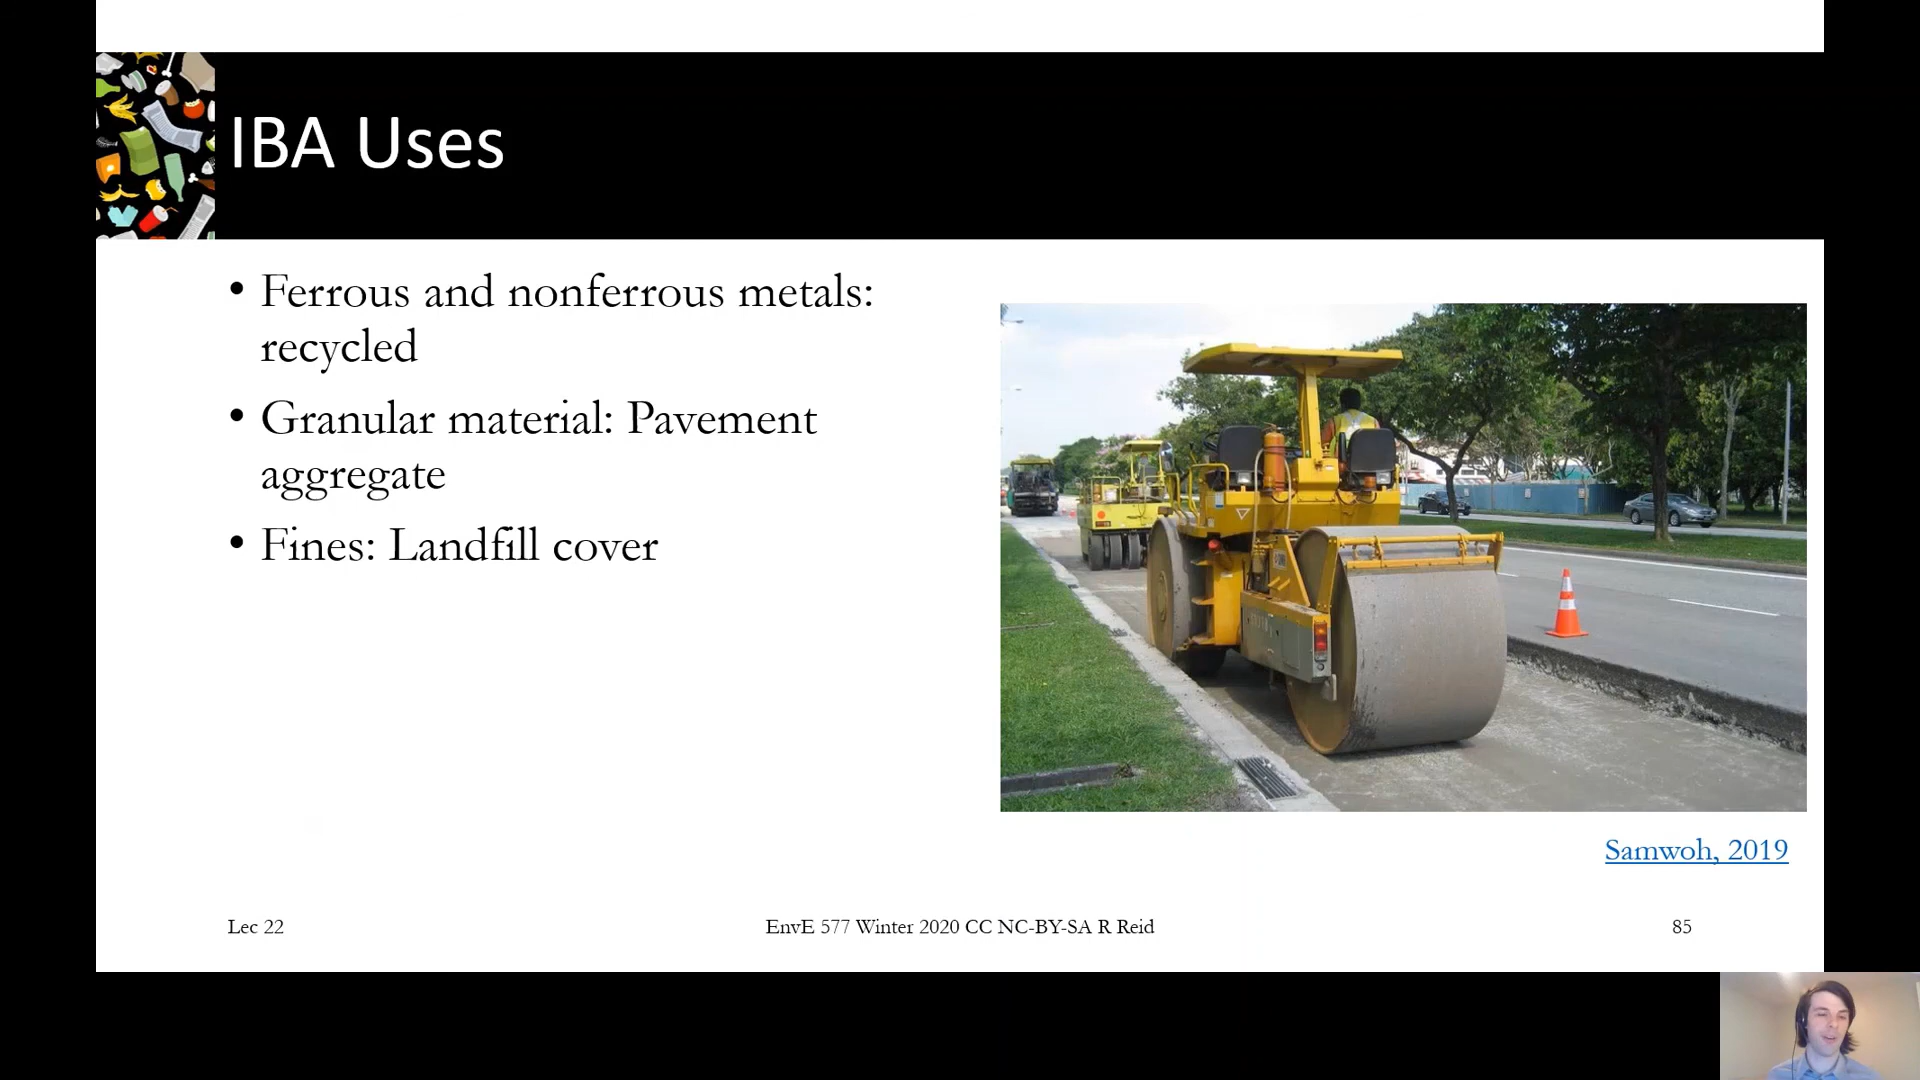 IBA Uses
• Ferrous and nonferrous metals:
recycled
• Granular material: Pavement
aggregate
• Fines: Landfill cover
Samwoh, 2019
Lec 22
EnvE 577 Winter 2020 CC NC-BY-SA R Reid
85